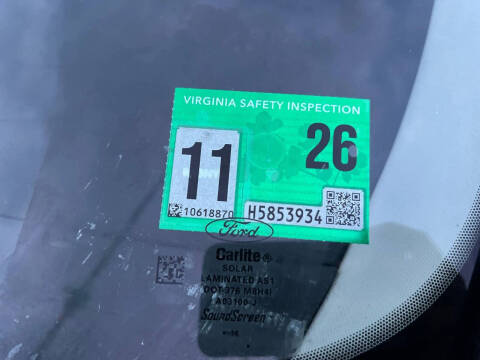 VIRGINIA SAFETY INSPECTION
11
26
10618870
H5853934
Ford
Carlite
SOLAR
LAMINATED AS1
SoundScreen